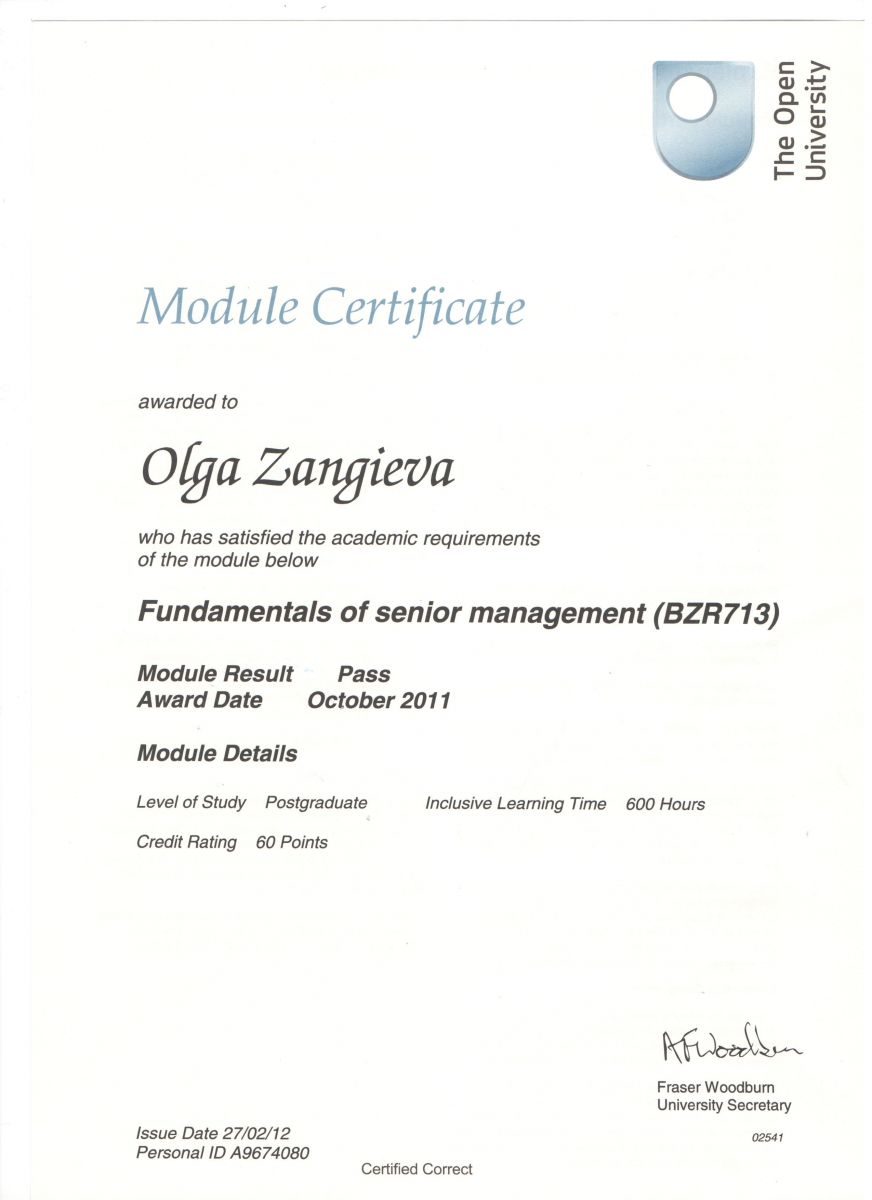 The Open
University
Module Certificate
awarded to
Olga Zangieva
who has satisfied the academic requirements
of the module below
Fundamentals of senior management (BZR713)
Module Result Pass
Award Date October 2011
Module Details
Level of Study Postgraduate Inclusive Learning Time 600 Hours
Credit Rating 60 Points
AFWoodburn
Fraser Woodburn
University Secretary
02541
Issue Date 27/02/12
Personal ID A9674080
Certified Correct